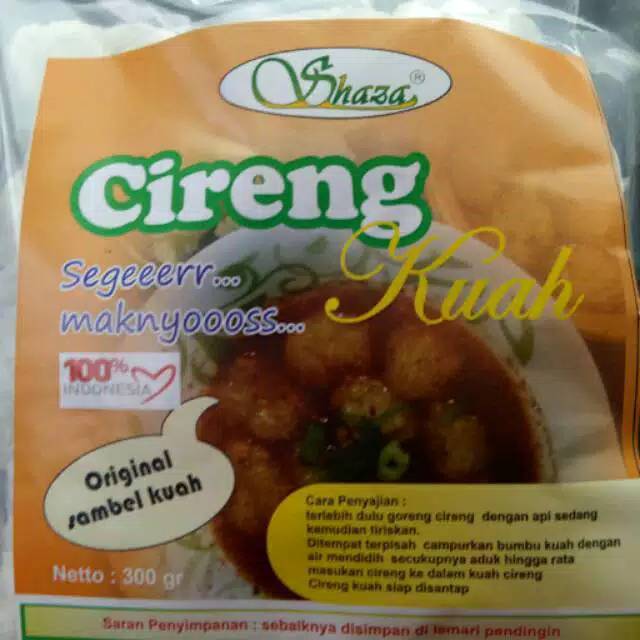 Shaza ®
Cireng
Kuah
Segeeerr...
maknyoooss...
100%
INDONESIA
Original
sambel kuah
Cara Penyajian :
terlebih dulu goreng cireng dengan api sedang
kemudian tiriskan.
Ditempat terpisah campurkan bumbu kuah dengan
air mendidih secukupnya aduk hingga rata
masukan cireng ke dalam kuah cireng
Cireng kuah siap disantap
Netto : 300 gr
Saran Penyimpanan : sebaiknya disimpan di lemari pendingin